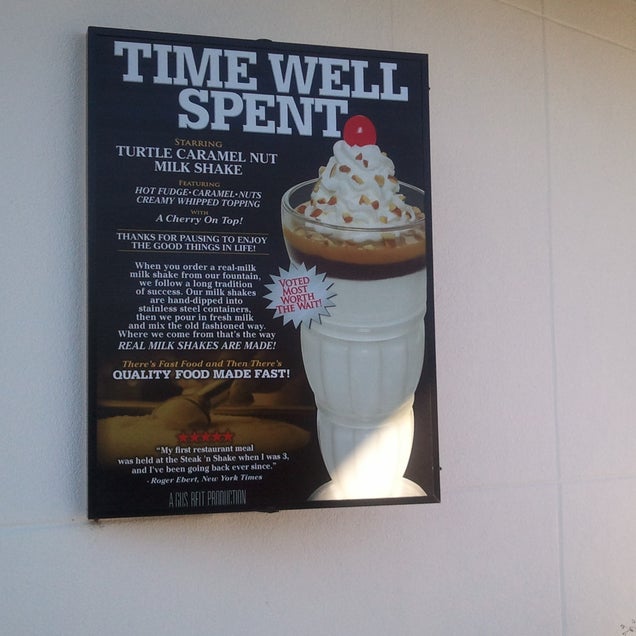 TIME WELL
SPENT
STARRING
TURTLE CARAMEL NUT
MILK SHAKE
FEATURING
HOT FUDGE•CARAMEL•NUTS
CREAMY WHIPPED TOPPING
WITH
A Cherry On Top!
THANKS FOR PAUSING TO ENJOY
THE GOOD THINGS IN LIFE!
When you order a real-milk
milk shake from our fountain,
we follow a long tradition
of success. Our milk shakes
are hand-dipped into
stainless steel containers,
then we pour in fresh milk
and mix the old fashioned way.
Where we come from that's the way
REAL MILK SHAKES ARE MADE!
VOTED
MOST
WORTH
THE WAIT!
There's Fast Food and Then There's
QUALITY FOOD MADE FAST!
"My first restaurant meal
was held at the Steak 'n Shake when I was 3,
and I've been going back ever since."
- Roger Ebert, New York Times
A GUS BELT PRODUCTION